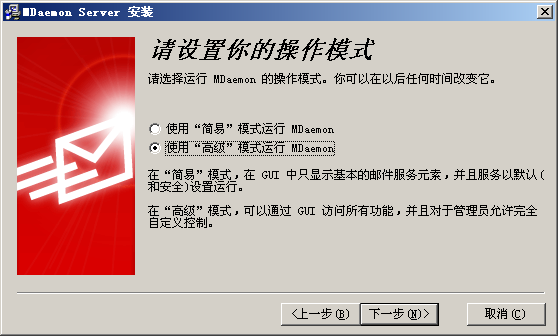 MDaemon Server 安装
请设置你的操作模式
请选择运行 MDaemon 的操作模式。你可以在以后任何时间改变它。
使用“简易”模式运行 MDaemon
使用“高级”模式运行 MDaemon
在“简易”模式，在 GUI 中只显示基本的邮件服务元素，并且服务以默认(
和安全)设置运行。
在“高级”模式，可以通过 GUI 访问所有功能，并且对于管理员允许完全
自定义控制。
<上一步(B) 下一步(N)> 取消(C)